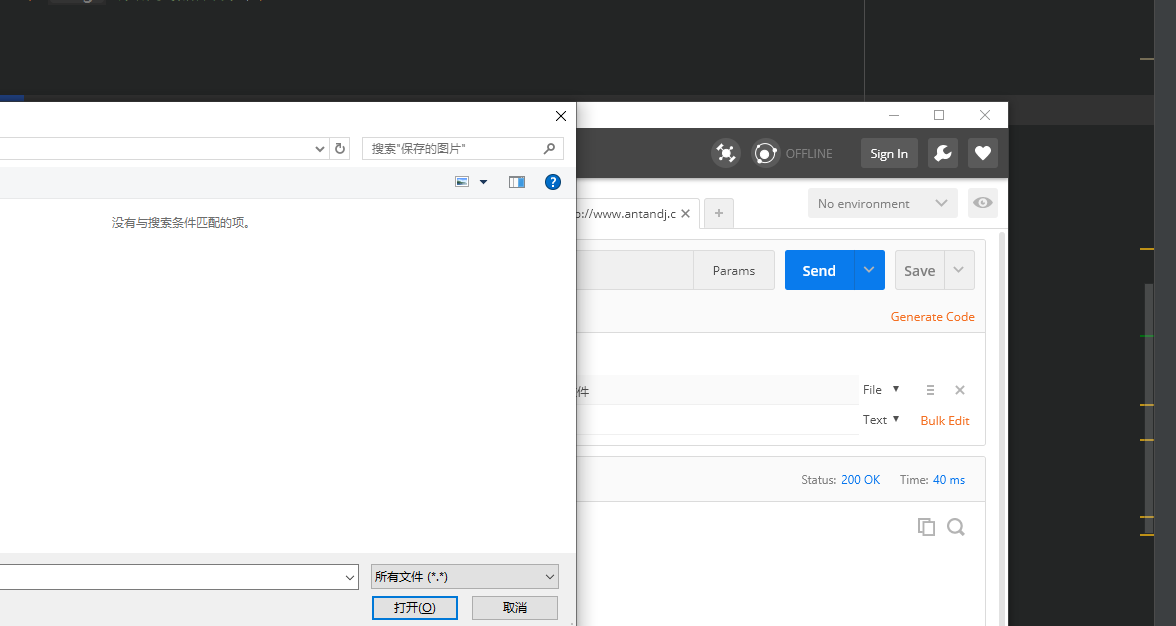 搜索"保存的图片"
没有与搜索条件匹配的项。
所有文件 (*.*)
打开(O)
取消
OFFLINE
Sign In
p://www.antandj.c
No environment
Params
Send
Save
Generate Code
件
File
Text
Bulk Edit
Status: 200 OK
Time: 40 ms